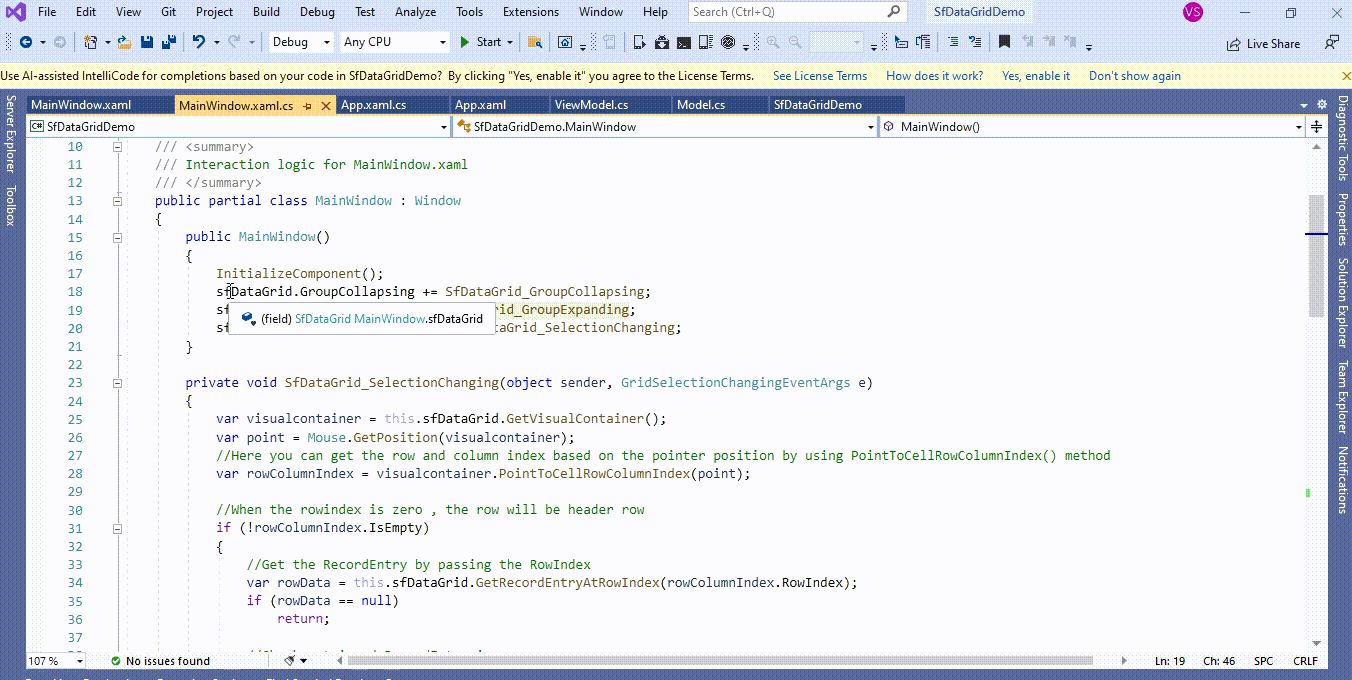 File Edit View Git Project Build Debug Test Analyze Tools Extensions Window Help Search (Ctrl+Q) SfDataGridDemo VS
Debug Any CPU Start Live Share
Use AI-assisted IntelliCode for completions based on your code in SfDataGridDemo? By clicking "Yes, enable it" you agree to the License Terms. See License Terms How does it work? Yes, enable it Don't show again
MainWindow.xaml MainWindow.xaml.cs App.xaml.cs App.xaml ViewModel.cs Model.cs SfDataGridDemo
C# SfDataGridDemo SfDataGridDemo.MainWindow MainWindow()
Server Explorer
Toolbox
10 /// <summary>
11 /// Interaction logic for MainWindow.xaml
12 /// </summary>
13 public partial class MainWindow : Window
14 {
15 public MainWindow()
16 {
17 InitializeComponent();
18 sfDataGrid.GroupCollapsing += SfDataGrid_GroupCollapsing;
19 sf rid_GroupExpanding;
(field) SfDataGrid MainWindow.sfDataGrid
20 sf taGrid_SelectionChanging;
21 }
22
23 private void SfDataGrid_SelectionChanging(object sender, GridSelectionChangingEventArgs e)
24 {
25 var visualcontainer = this.sfDataGrid.GetVisualContainer();
26 var point = Mouse.GetPosition(visualcontainer);
27 //Here you can get the row and column index based on the pointer position by using PointToCellRowColumnIndex() method
28 var rowColumnIndex = visualcontainer.PointToCellRowColumnIndex(point);
29
30 //When the rowindex is zero , the row will be header row
31 if (!rowColumnIndex.IsEmpty)
32 {
33 //Get the RecordEntry by passing the RowIndex
34 var rowData = this.sfDataGrid.GetRecordEntryAtRowIndex(rowColumnIndex.RowIndex);
35 if (rowData == null)
36 return;
37
Diagnostic Tools
Properties
Solution Explorer
Team Explorer
Notifications
107 % No issues found Ln: 19 Ch: 46 SPC CRLF